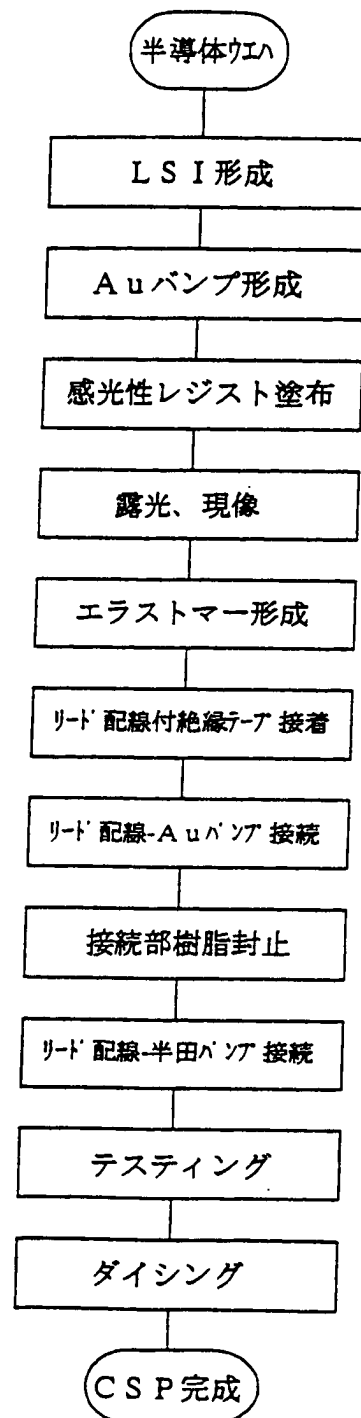 半導体ｳｴﾊ
ＬＳＩ形成
Ａｕバンプ形成
感光性レジスト塗布
露光、現像
エラストマー形成
ﾘｰﾄﾞ配線付絶縁ﾃｰﾌﾟ接着
ﾘｰﾄﾞ配線-Ａｕﾊﾞﾝﾌﾟ接続
接続部樹脂封止
ﾘｰﾄﾞ配線-半田ﾊﾞﾝﾌﾟ接続
テスティング
ダイシング
ＣＳＰ完成